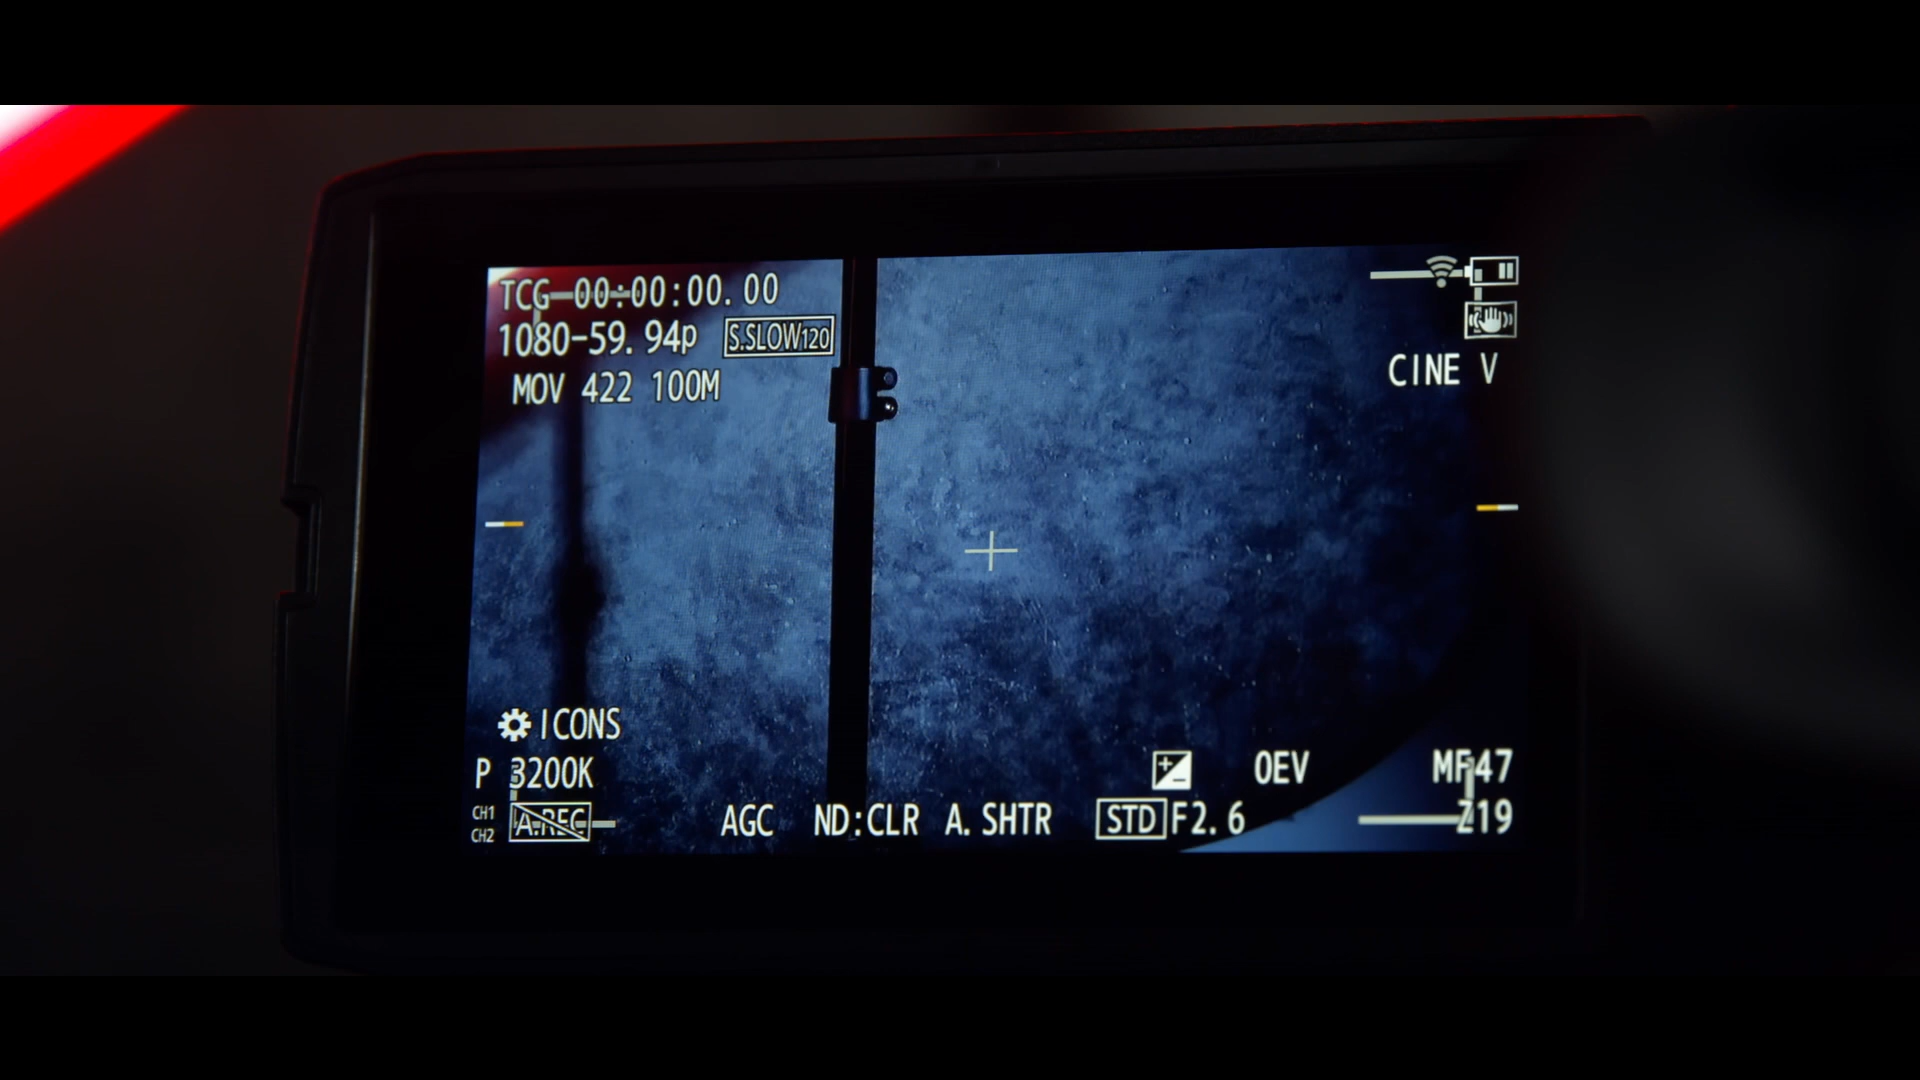 TCG 00:00:00.00
1080-59.94p S.SLOW120
MOV 422 100M
CINE V
ICONS
P 3200K 0EV MF47
CH1 CH2 A.REC AGC ND:CLR A.SHTR STD F2.6 Z19